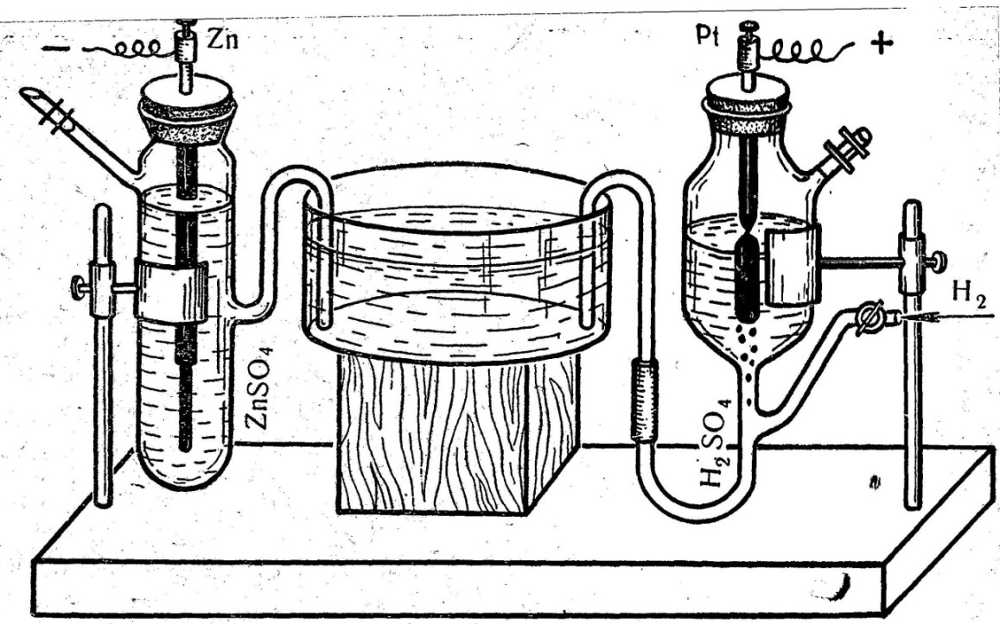 − Zn
Pt +
H₂
ZnSO₄
H₂SO₄